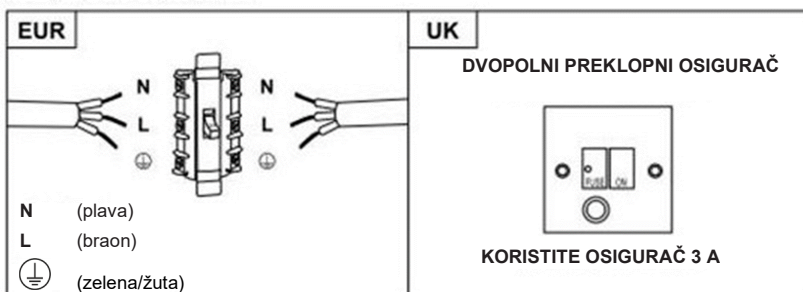 EUR
N
L
N
L
N (plava)
L (braon)
(zelena/žuta)
UK
DVOPOLNI PREKLOPNI OSIGURAČ
FUSE ON
KORISTITE OSIGURAČ 3 A